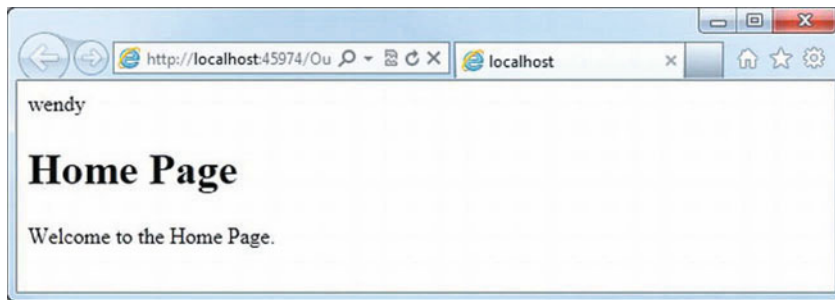 http://localhost:45974/Ou
localhost
wendy
Home Page
Welcome to the Home Page.